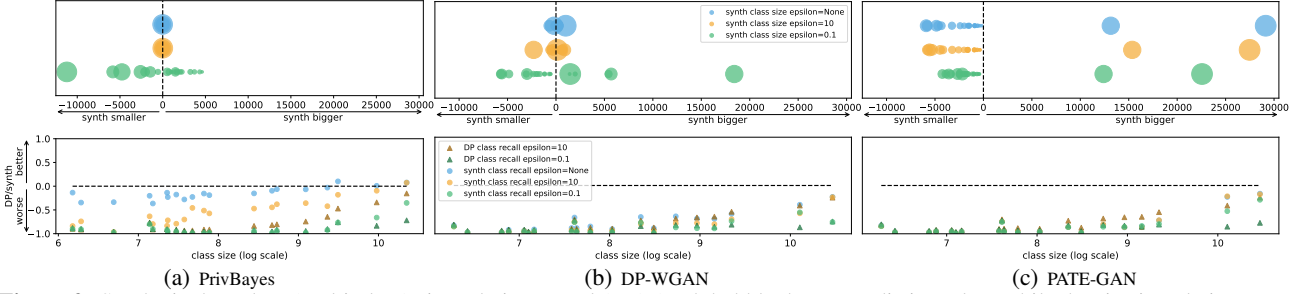 synth class size epsilon=None
synth class size epsilon=10
synth class size epsilon=0.1
−10000 −5000 0 5000 10000 15000 20000 25000 30000
synth smaller synth bigger
−10000 −5000 0 5000 10000 15000 20000 25000 30000
synth smaller synth bigger
−10000 −5000 0 5000 10000 15000 20000 25000 30000
synth smaller synth bigger
DP/synth
worse better
1.0
0.5
0.0
−0.5
−1.0
6 7 8 9 10
class size (log scale)
DP class recall epsilon=10
DP class recall epsilon=0.1
synth class recall epsilon=None
synth class recall epsilon=10
synth class recall epsilon=0.1
7 8 9 10
class size (log scale)
7 8 9 10
class size (log scale)
(a) PrivBayes
(b) DP-WGAN
(c) PATE-GAN